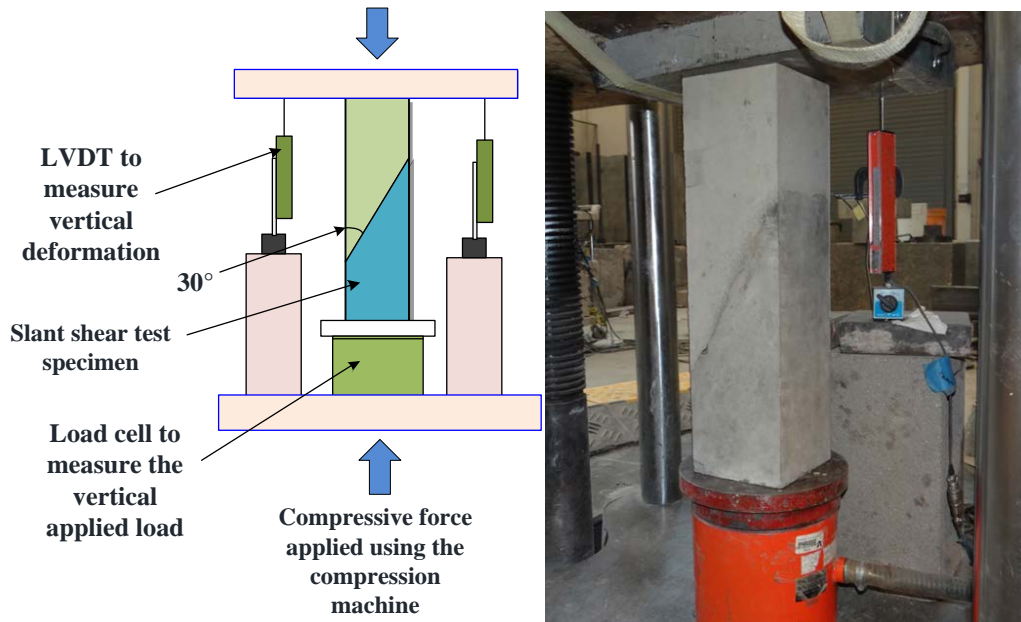 LVDT to
measure
vertical
deformation
30°
Slant shear test
specimen
Load cell to
measure the
vertical
applied load
Compressive force
applied using the
compression
machine